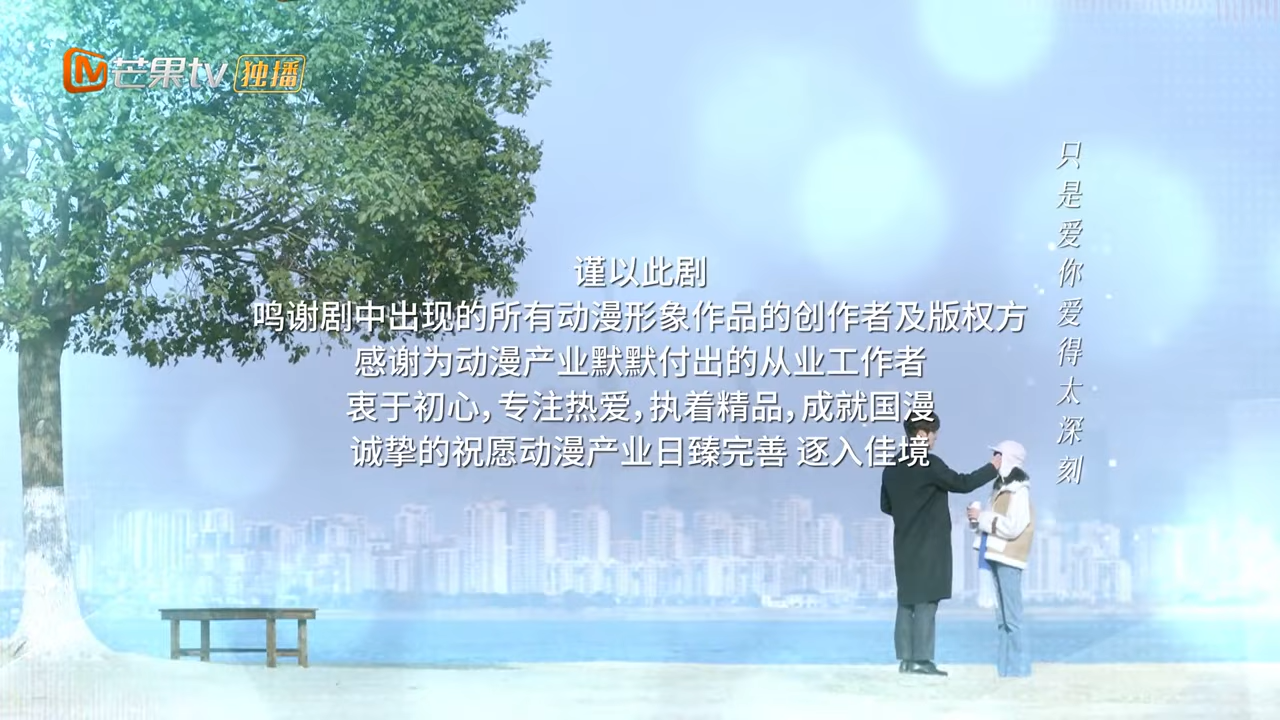 芒果tv 独播
谨以此剧
鸣谢剧中出现的所有动漫形象作品的创作者及版权方
感谢为动漫产业默默付出的从业工作者
衷于初心，专注热爱，执着精品，成就国漫
诚挚的祝愿动漫产业日臻完善 逐入佳境
只是爱你爱得太深刻